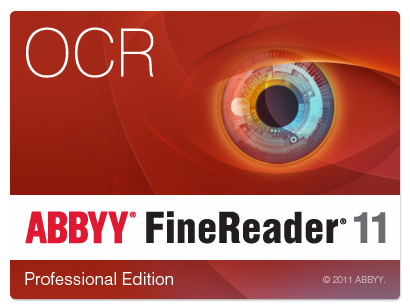 OCR
ABBYY® FineReader® 11
Professional Edition
© 2011 ABBYY.